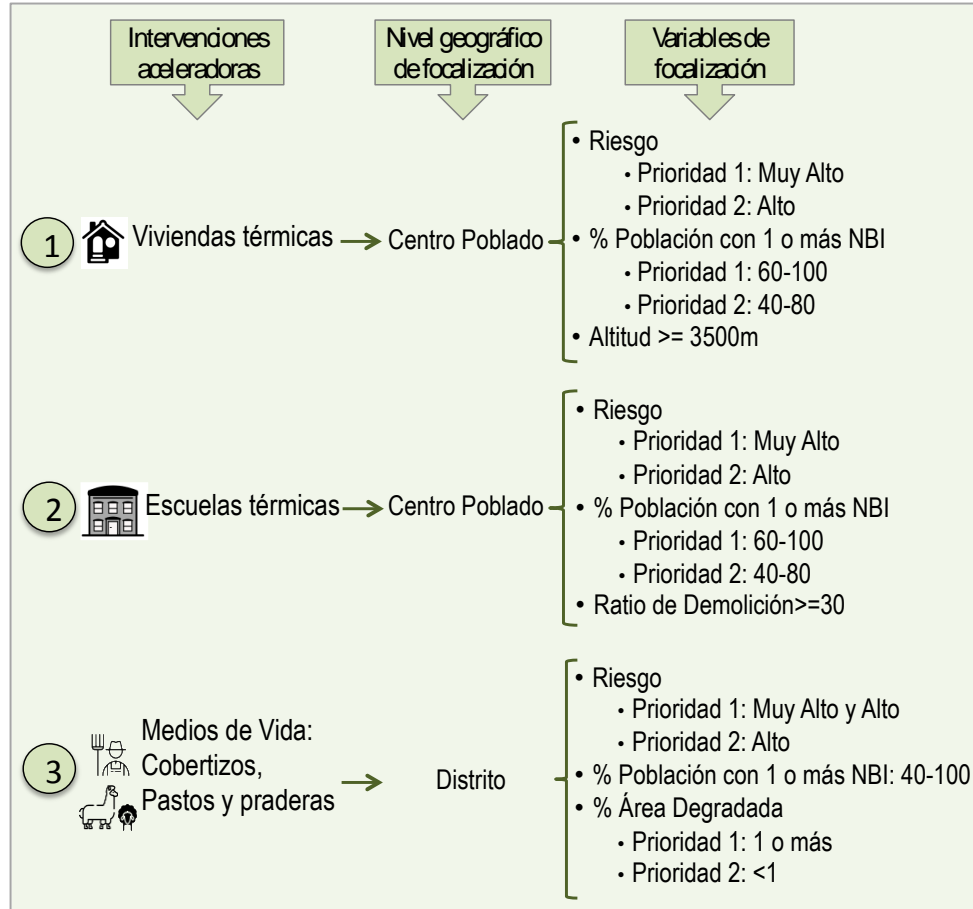 Intervenciones
aceleradoras
Nivel geográfico
de focalización
Variables de
focalización
1
Viviendas térmicas
Centro Poblado
• Riesgo
• Prioridad 1: Muy Alto
• Prioridad 2: Alto
• % Población con 1 o más NBI
• Prioridad 1: 60-100
• Prioridad 2: 40-80
• Altitud >= 3500m
2
Escuelas térmicas
Centro Poblado
• Riesgo
• Prioridad 1: Muy Alto
• Prioridad 2: Alto
• % Población con 1 o más NBI
• Prioridad 1: 60-100
• Prioridad 2: 40-80
• Ratio de Demolición>=30
3
Medios de Vida:
Cobertizos,
Pastos y praderas
Distrito
• Riesgo
• Prioridad 1: Muy Alto y Alto
• Prioridad 2: Alto
• % Población con 1 o más NBI: 40-100
• % Área Degradada
• Prioridad 1: 1 o más
• Prioridad 2: <1